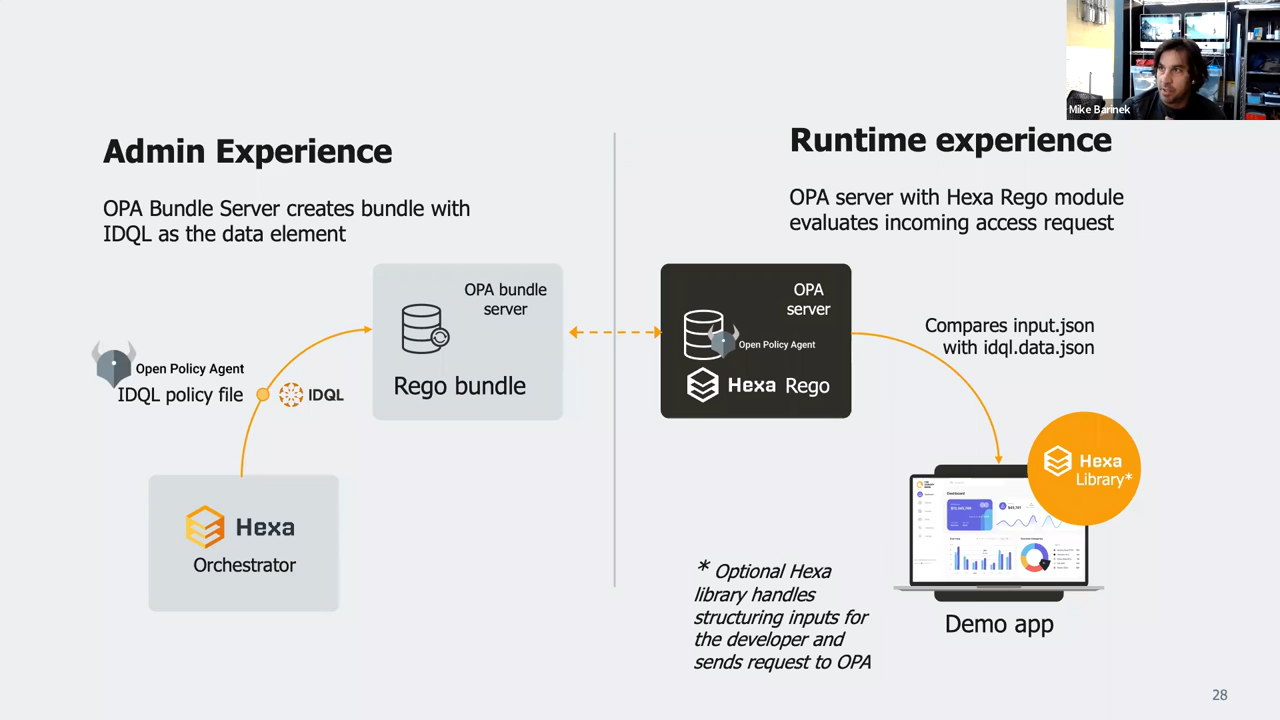 Mike Barinek
Admin Experience
OPA Bundle Server creates bundle with
IDQL as the data element
OPA bundle
server
Rego bundle
Open Policy Agent
IDQL policy file
IDQL
Hexa
Orchestrator
Runtime experience
OPA server with Hexa Rego module
evaluates incoming access request
OPA
server
Open Policy Agent
Hexa Rego
Compares input.json
with idql.data.json
Hexa
Library*
Dashboard
Demo app
* Optional Hexa
library handles
structuring inputs for
the developer and
sends request to OPA
28